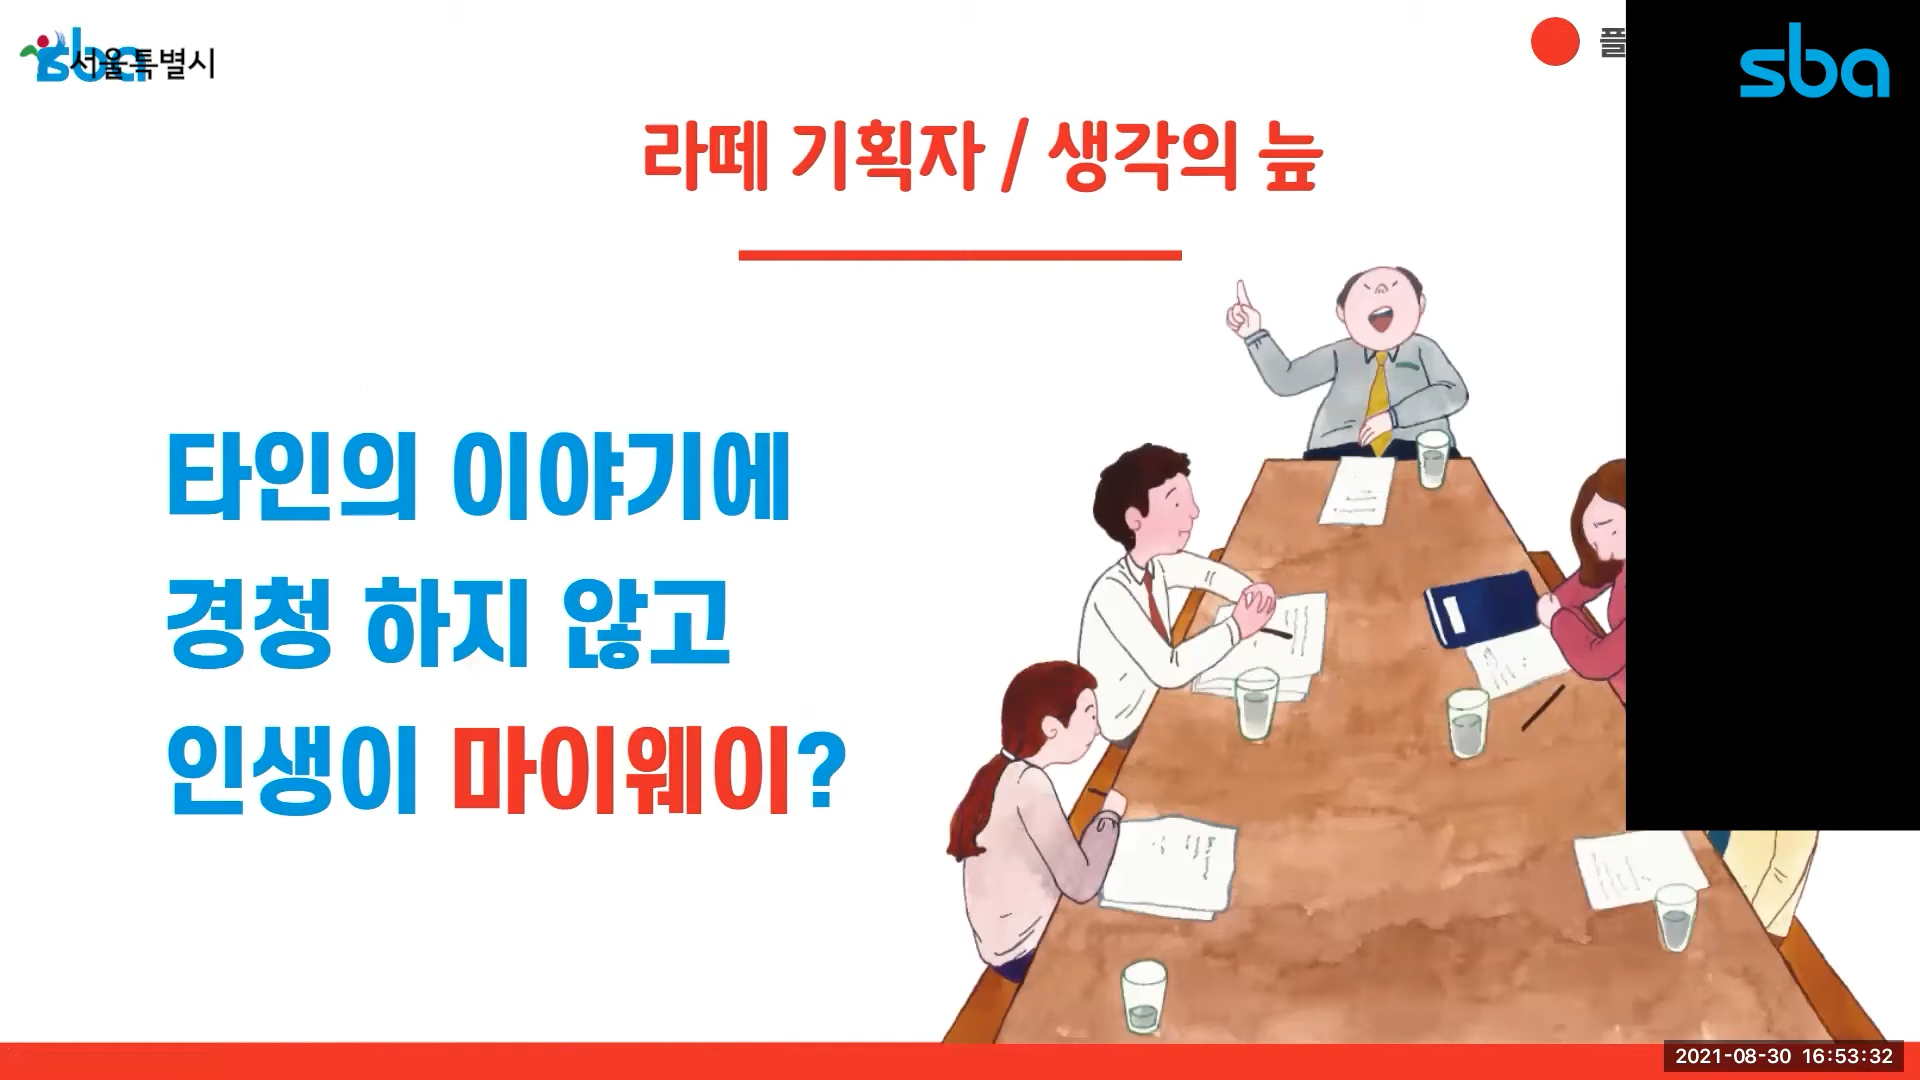 sba 서울특별시
플
sba
라떼 기획자 / 생각의 늪
타인의 이야기에
경청 하지 않고
인생이 마이웨이?
2021-08-30 16:53:32